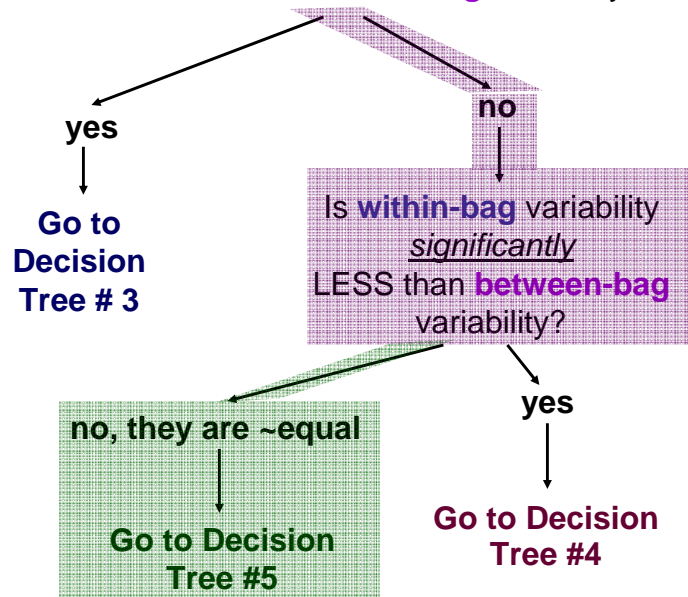 yes
no
Go to
Decision
Tree # 3
Is within-bag variability
significantly
LESS than between-bag
variability?
no, they are ~equal
yes
Go to Decision
Tree #5
Go to Decision
Tree #4